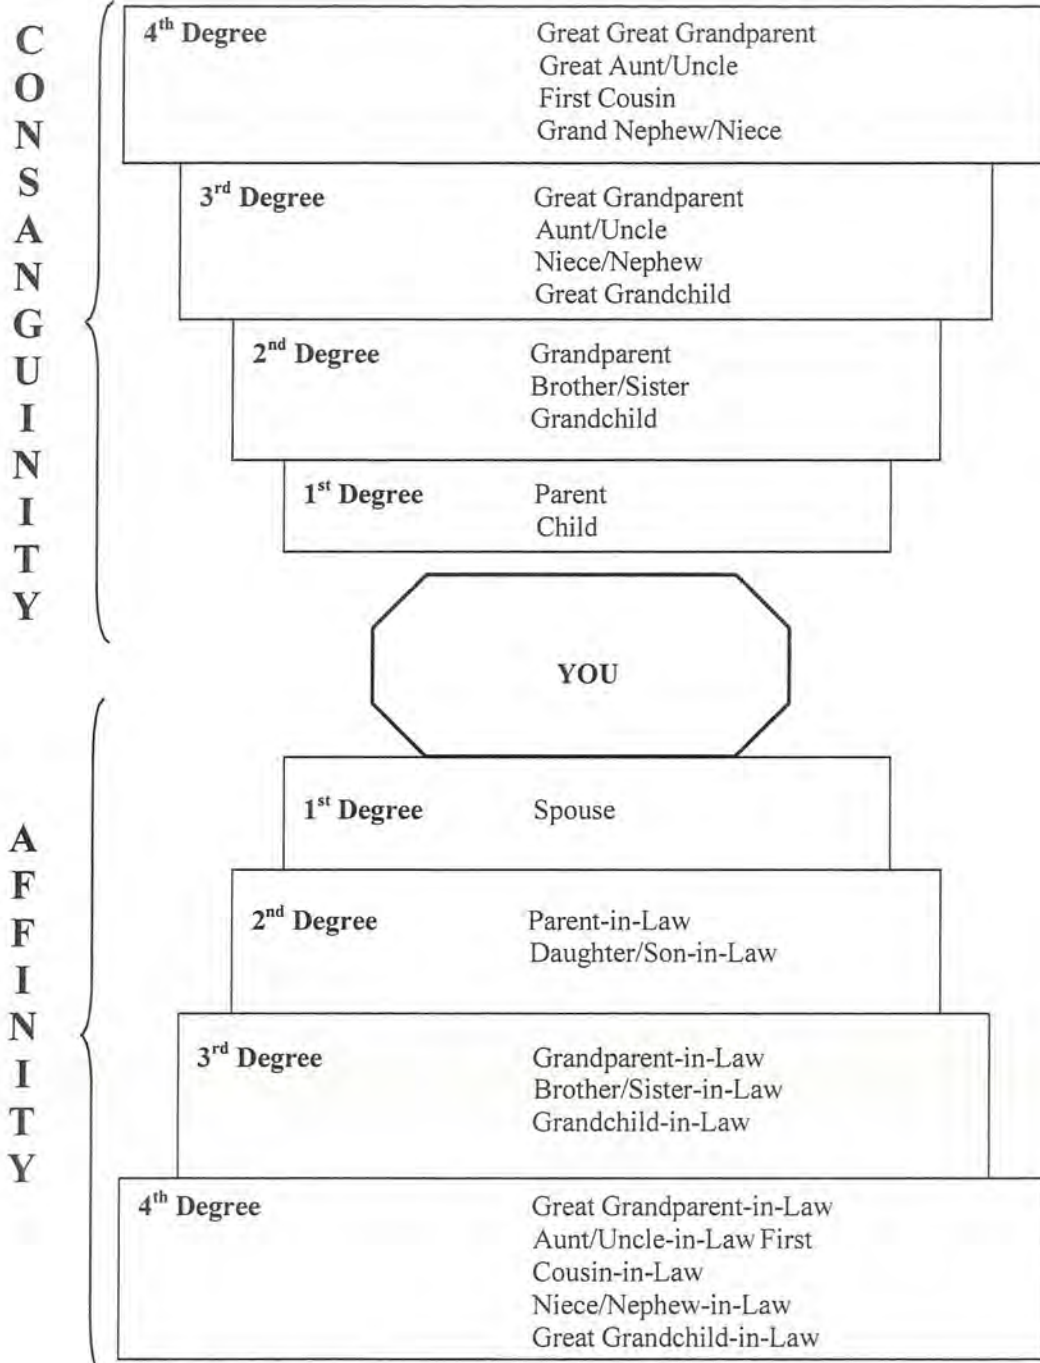 CONSANGUINITY
4th Degree
Great Great Grandparent
Great Aunt/Uncle
First Cousin
Grand Nephew/Niece
3rd Degree
Great Grandparent
Aunt/Uncle
Niece/Nephew
Great Grandchild
2nd Degree
Grandparent
Brother/Sister
Grandchild
1st Degree
Parent
Child
YOU
AFFINITY
1st Degree
Spouse
2nd Degree
Parent-in-Law
Daughter/Son-in-Law
3rd Degree
Grandparent-in-Law
Brother/Sister-in-Law
Grandchild-in-Law
4th Degree
Great Grandparent-in-Law
Aunt/Uncle-in-Law First
Cousin-in-Law
Niece/Nephew-in-Law
Great Grandchild-in-Law